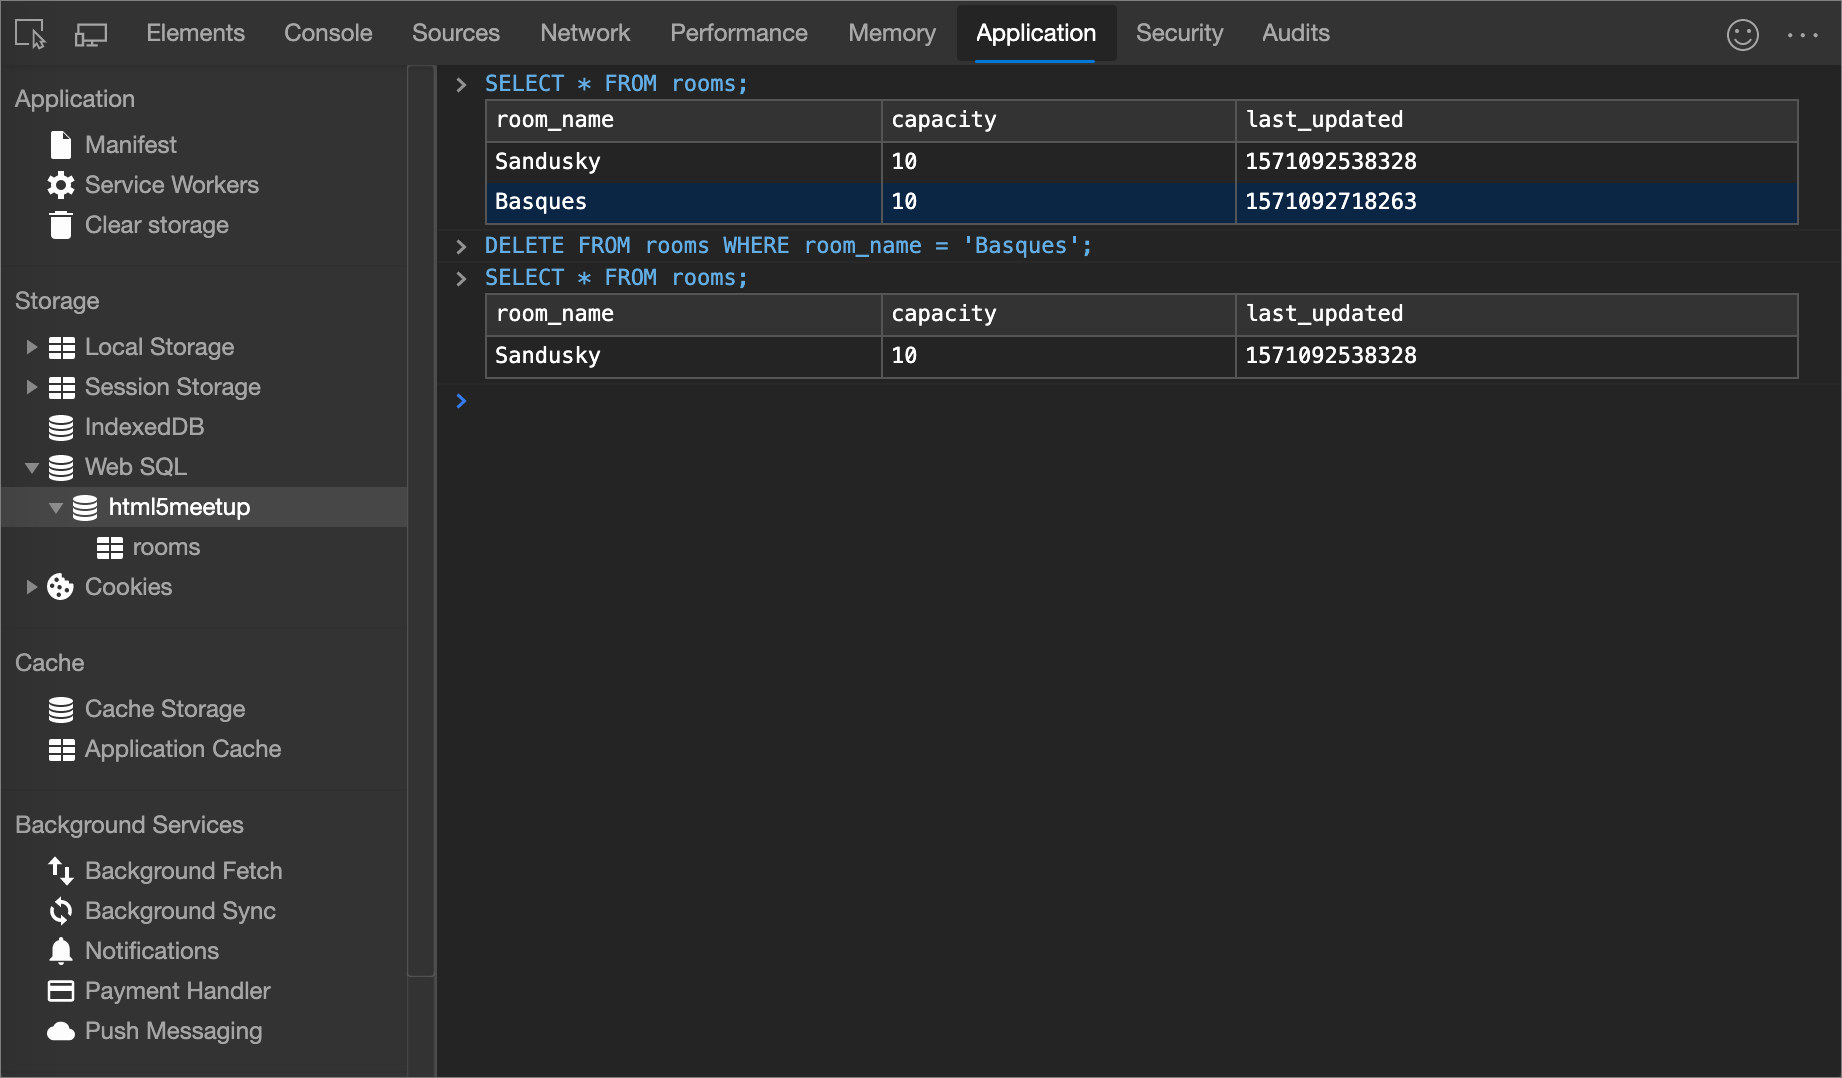 Elements Console Sources Network Performance Memory Application Security Audits
Application
Manifest
Service Workers
Clear storage
Storage
Local Storage
Session Storage
IndexedDB
Web SQL
html5meetup
rooms
Cookies
Cache
Cache Storage
Application Cache
Background Services
Background Fetch
Background Sync
Notifications
Payment Handler
Push Messaging
SELECT * FROM rooms;
room_name capacity last_updated
Sandusky 10 1571092538328
Basques 10 1571092718263
DELETE FROM rooms WHERE room_name = 'Basques';
SELECT * FROM rooms;
room_name capacity last_updated
Sandusky 10 1571092538328